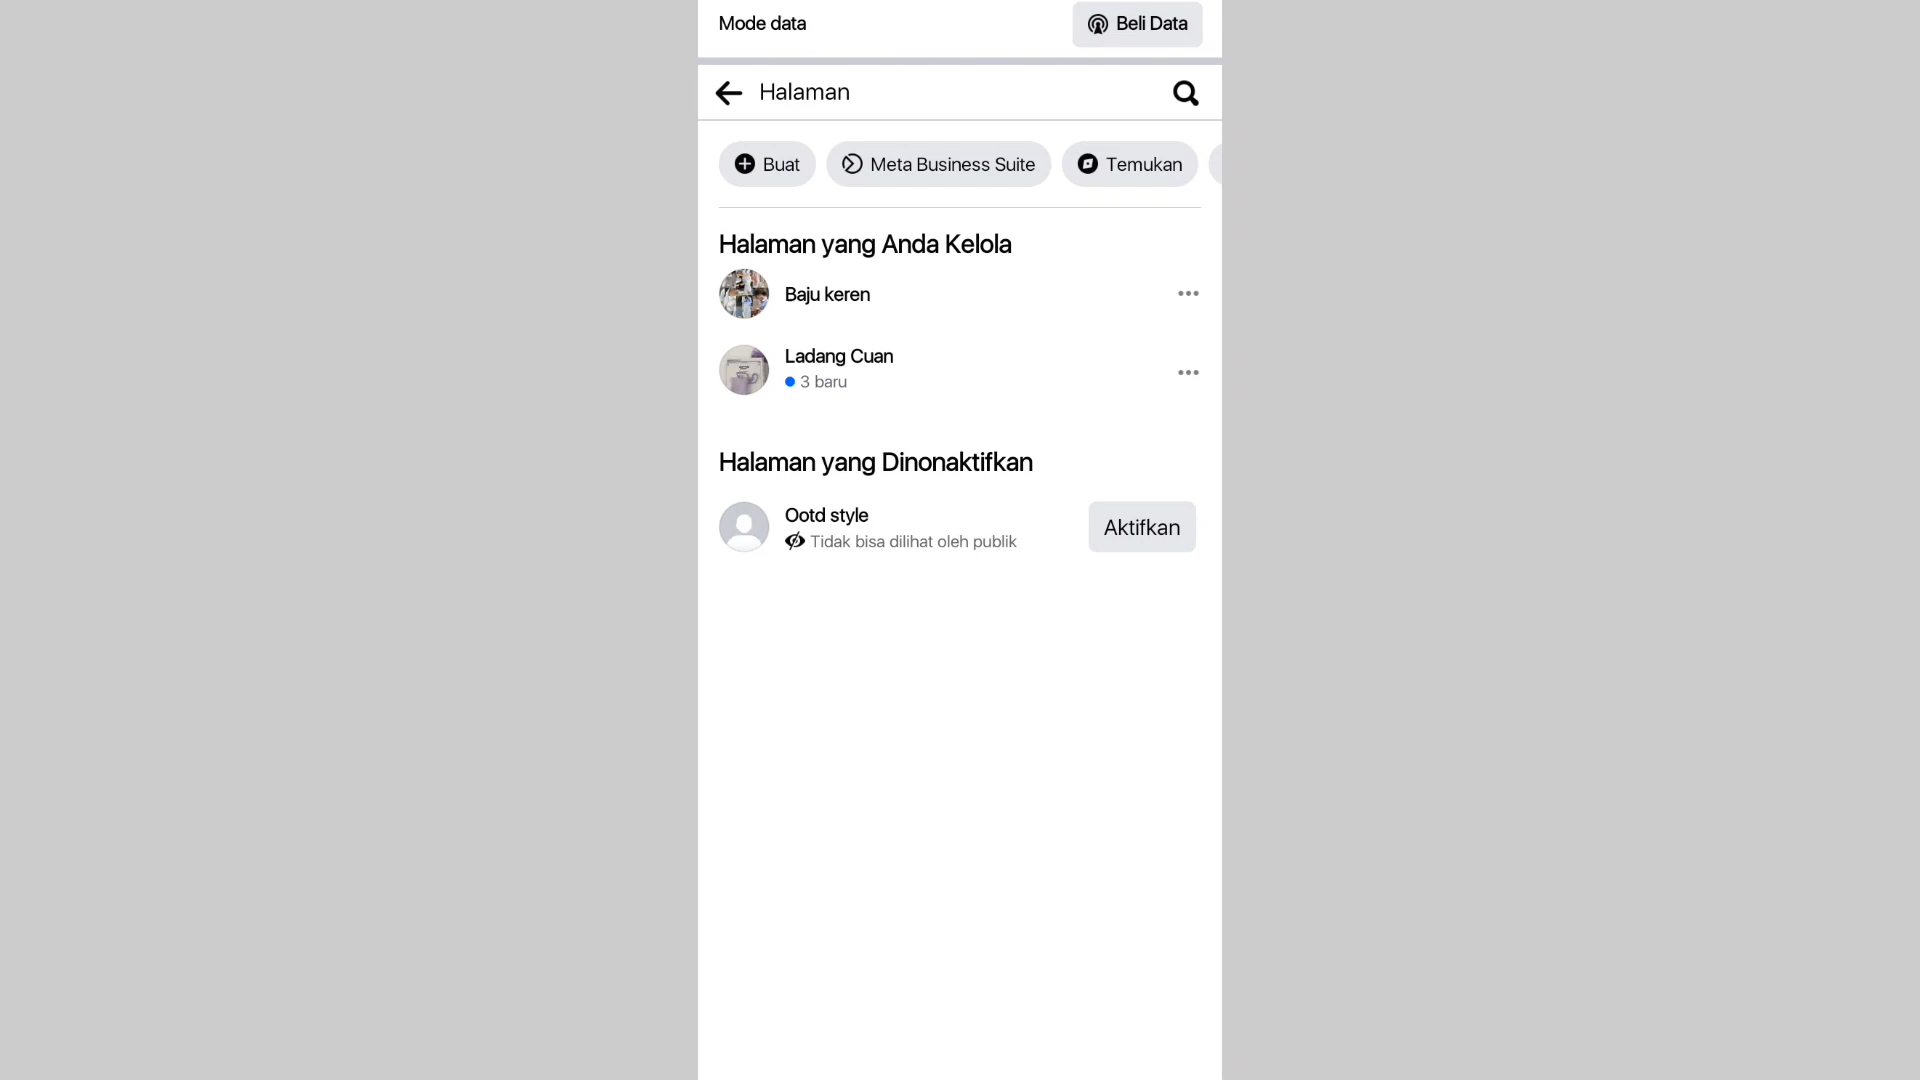 Mode data
Beli Data
Halaman
Buat
Meta Business Suite
Temukan
Halaman yang Anda Kelola
Baju keren
Ladang Cuan
3 baru
Halaman yang Dinonaktifkan
Ootd style
Tidak bisa dilihat oleh publik
Aktifkan